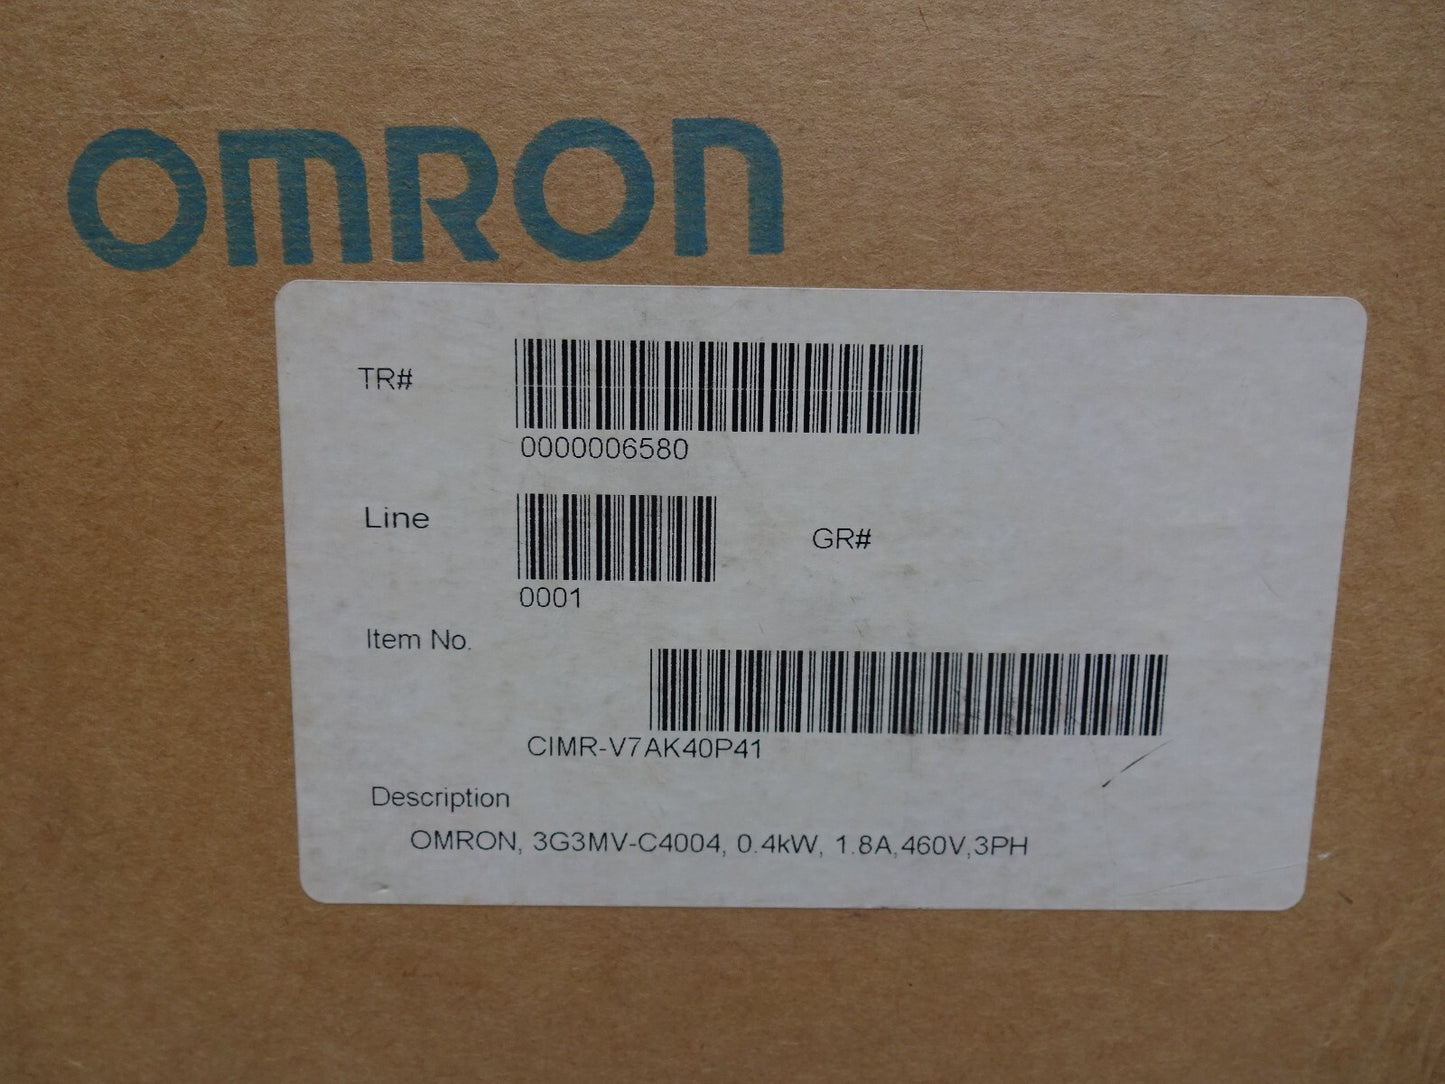 OMRON
TR#
0000006580
Line
GR#
0001
Item No.
CIMR-V7AK40P41
Description
OMRON, 3G3MV-C4004, 0.4kW, 1.8A,460V,3PH